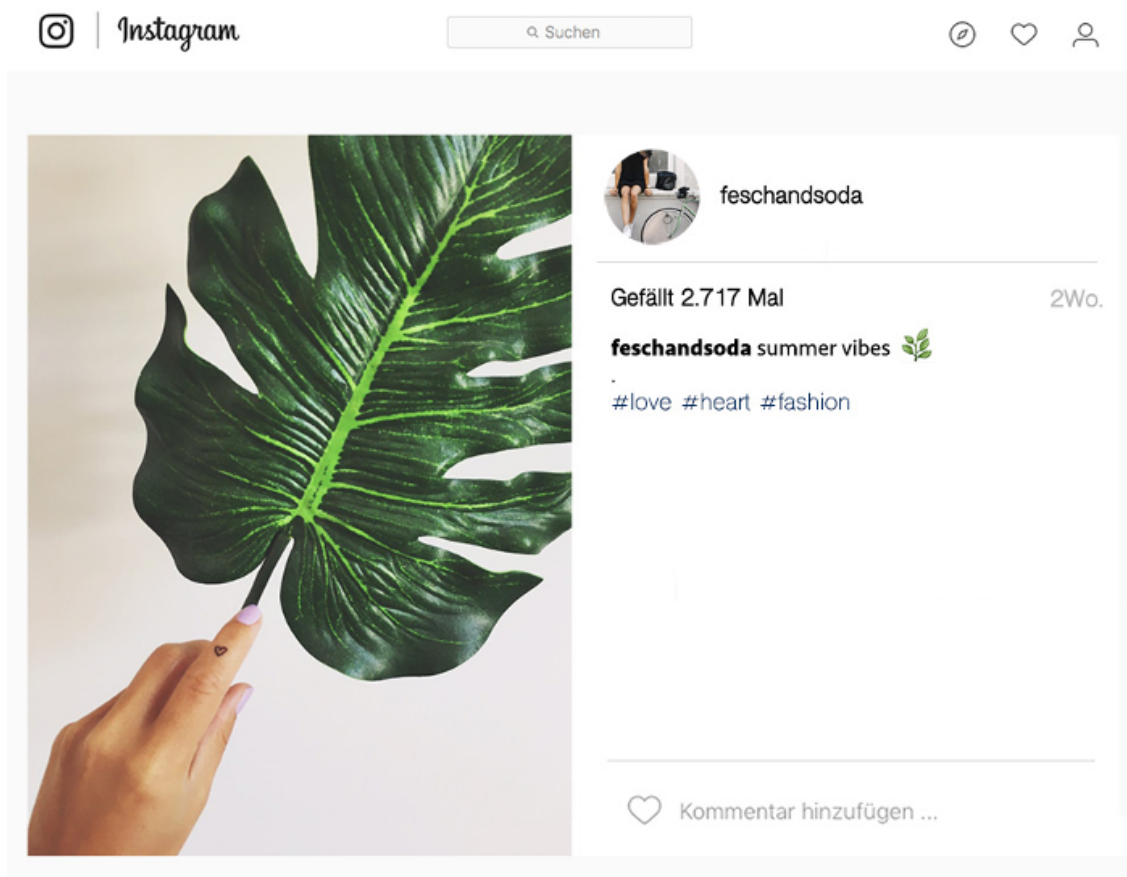 Instagram
Suchen
feschandsoda
Gefällt 2.717 Mal
2Wo.
feschandsoda summer vibes 🌿
.
#love #heart #fashion
Kommentar hinzufügen ...